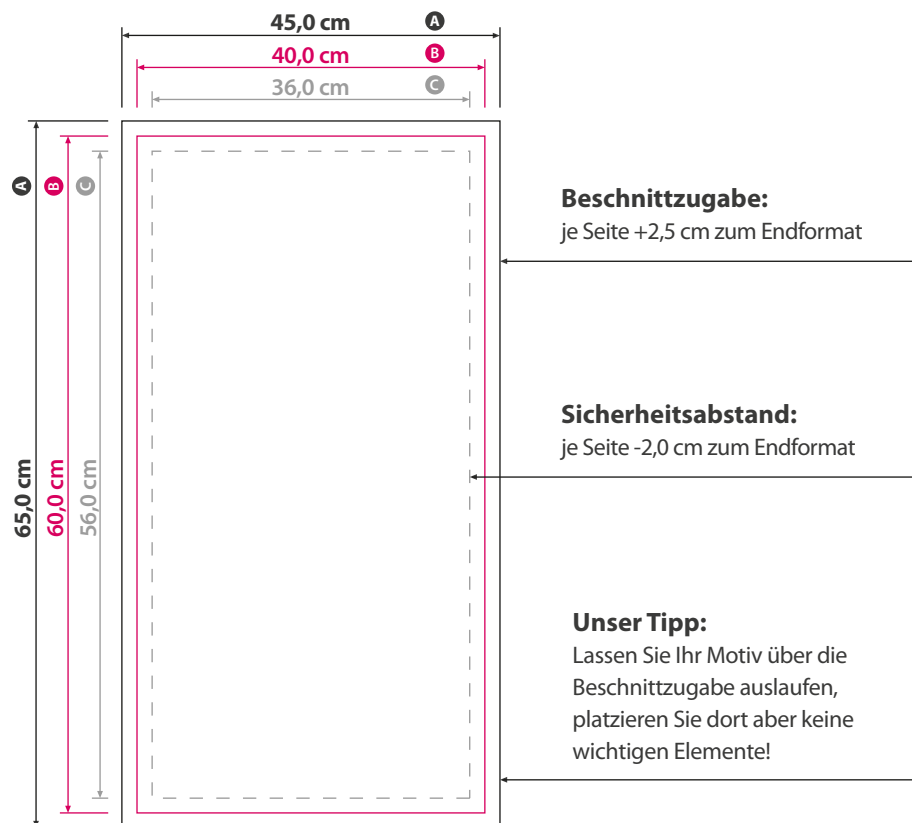 45,0 cm A
40,0 cm B
36,0 cm C
A
B
C
65,0 cm
60,0 cm
56,0 cm
Beschnittzugabe:
je Seite +2,5 cm zum Endformat
Sicherheitsabstand:
je Seite -2,0 cm zum Endformat
Unser Tipp:
Lassen Sie Ihr Motiv über die
Beschnittzugabe auslaufen,
platzieren Sie dort aber keine
wichtigen Elemente!